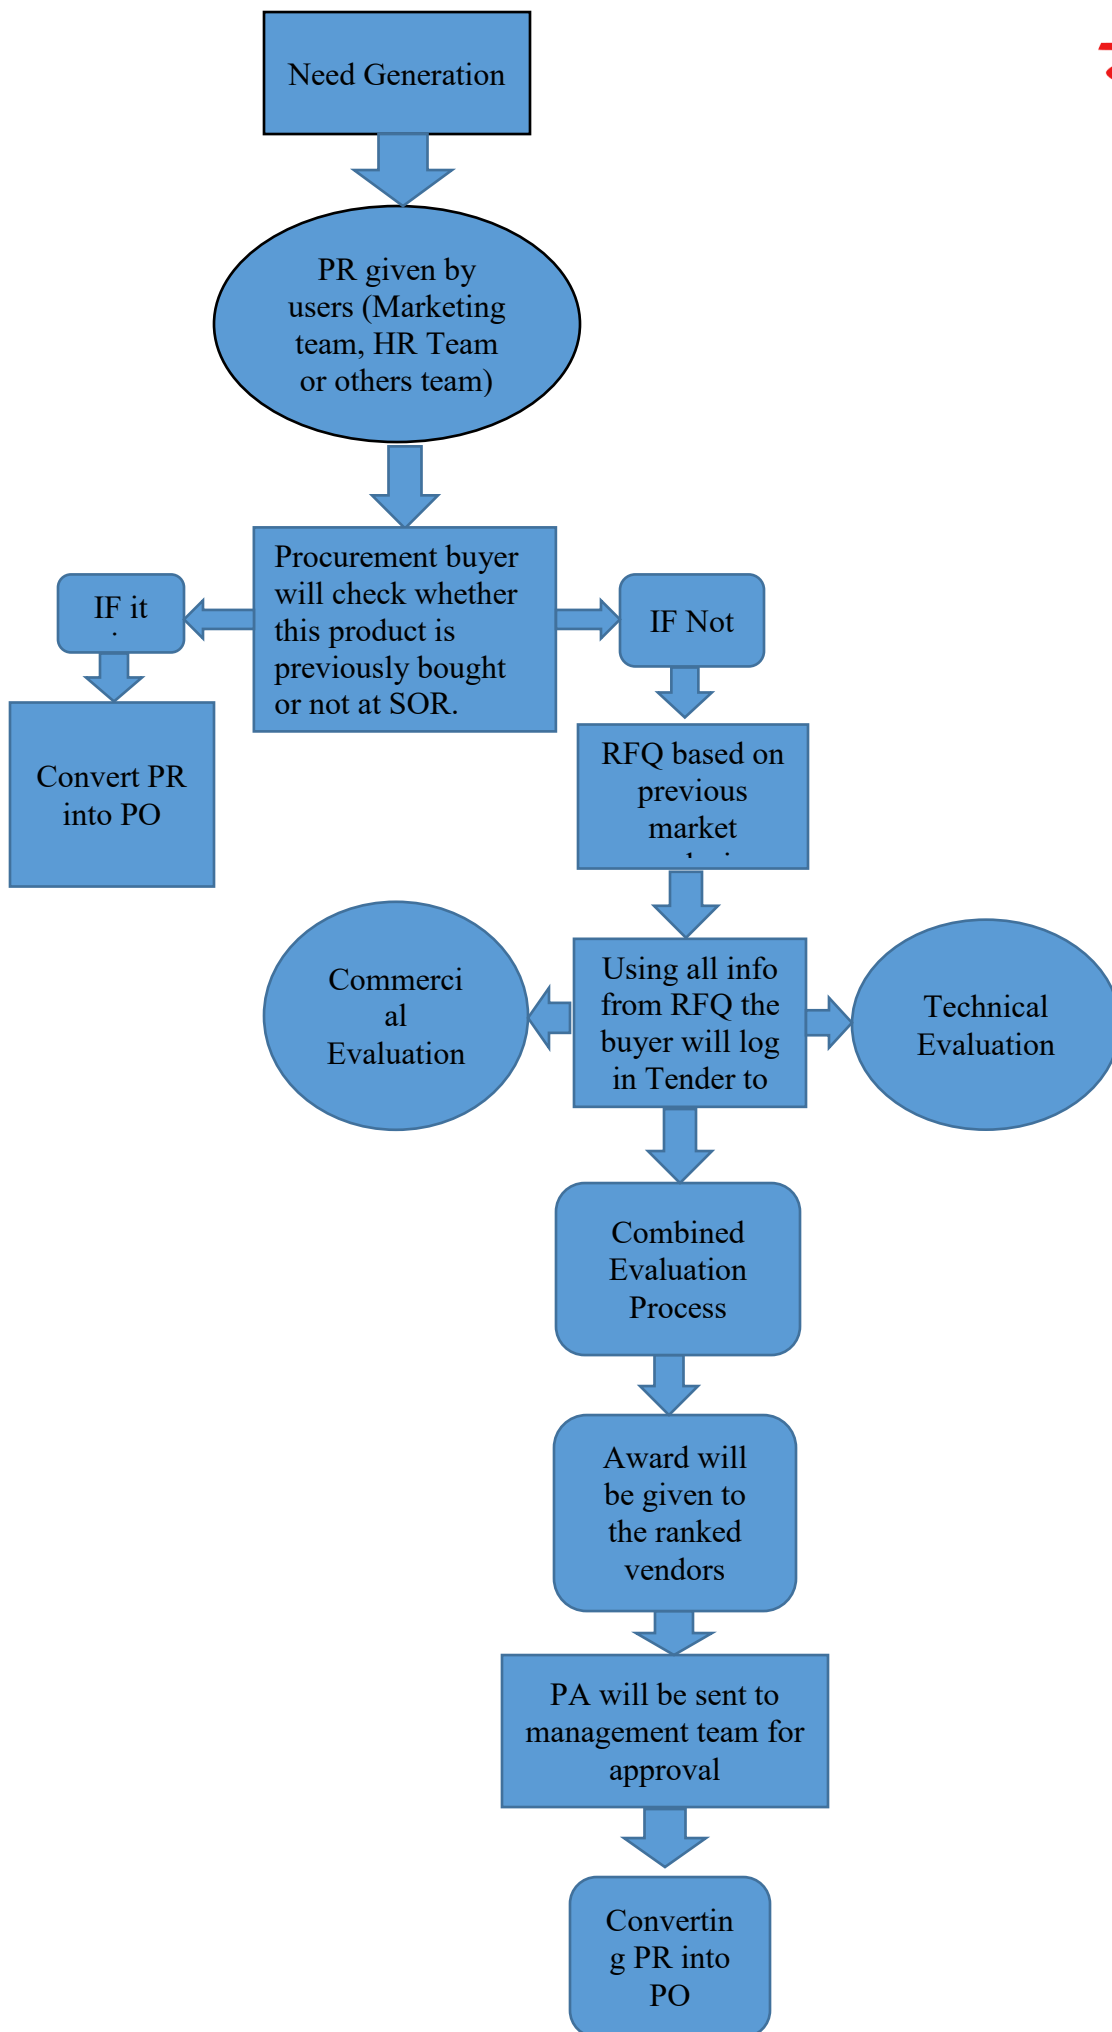 Need Generation
PR given by
users (Marketing
team, HR Team
or others team)
Procurement buyer
will check whether
this product is
previously bought
or not at SOR.
IF it
IF Not
Convert PR
into PO
RFQ based on
previous
market
Commerci
al
Evaluation
Using all info
from RFQ the
buyer will log
in Tender to
Technical
Evaluation
Combined
Evaluation
Process
Award will
be given to
the ranked
vendors
PA will be sent to
management team for
approval
Convertin
g PR into
PO